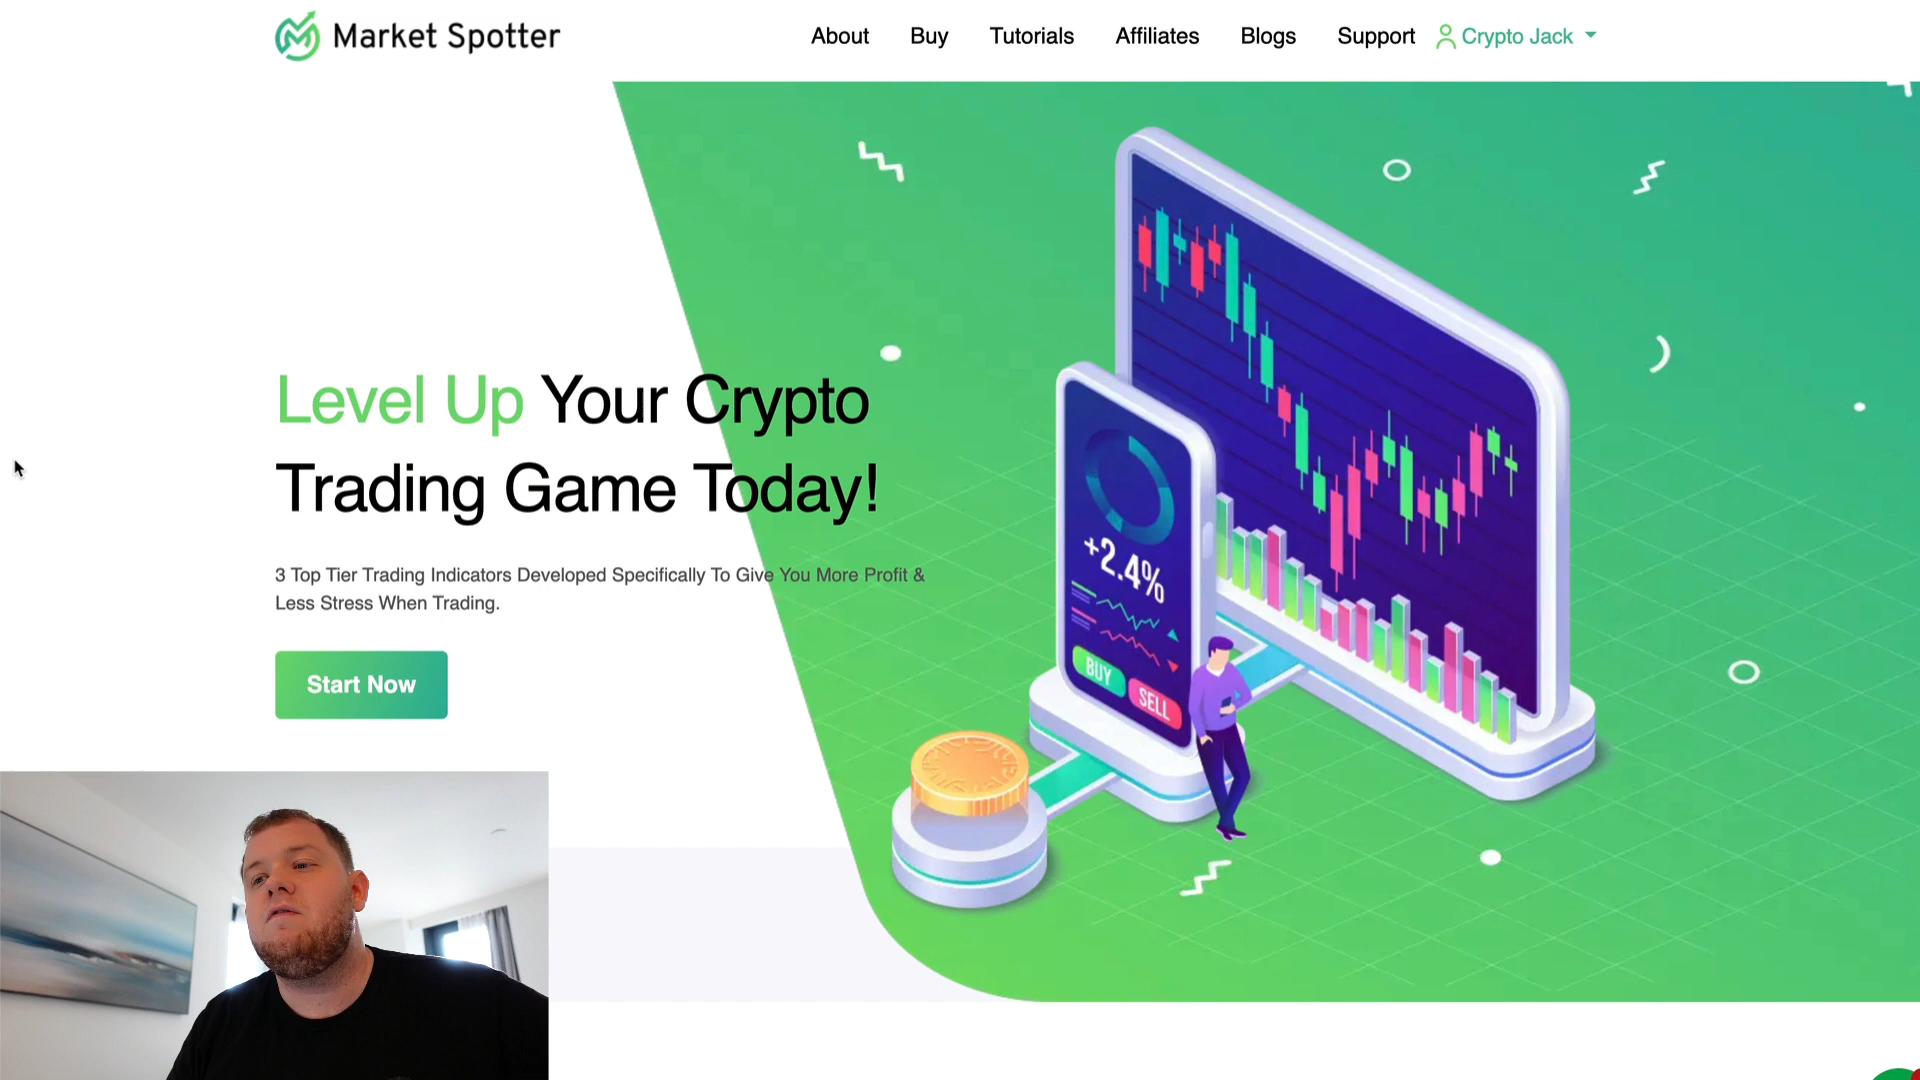 Market Spotter
About
Buy
Tutorials
Affiliates
Blogs
Support
Crypto Jack
Level Up Your Crypto
Trading Game Today!
3 Top Tier Trading Indicators Developed Specifically To Give You More Profit &
Less Stress When Trading.
Start Now
+2.4%
BUY
SELL